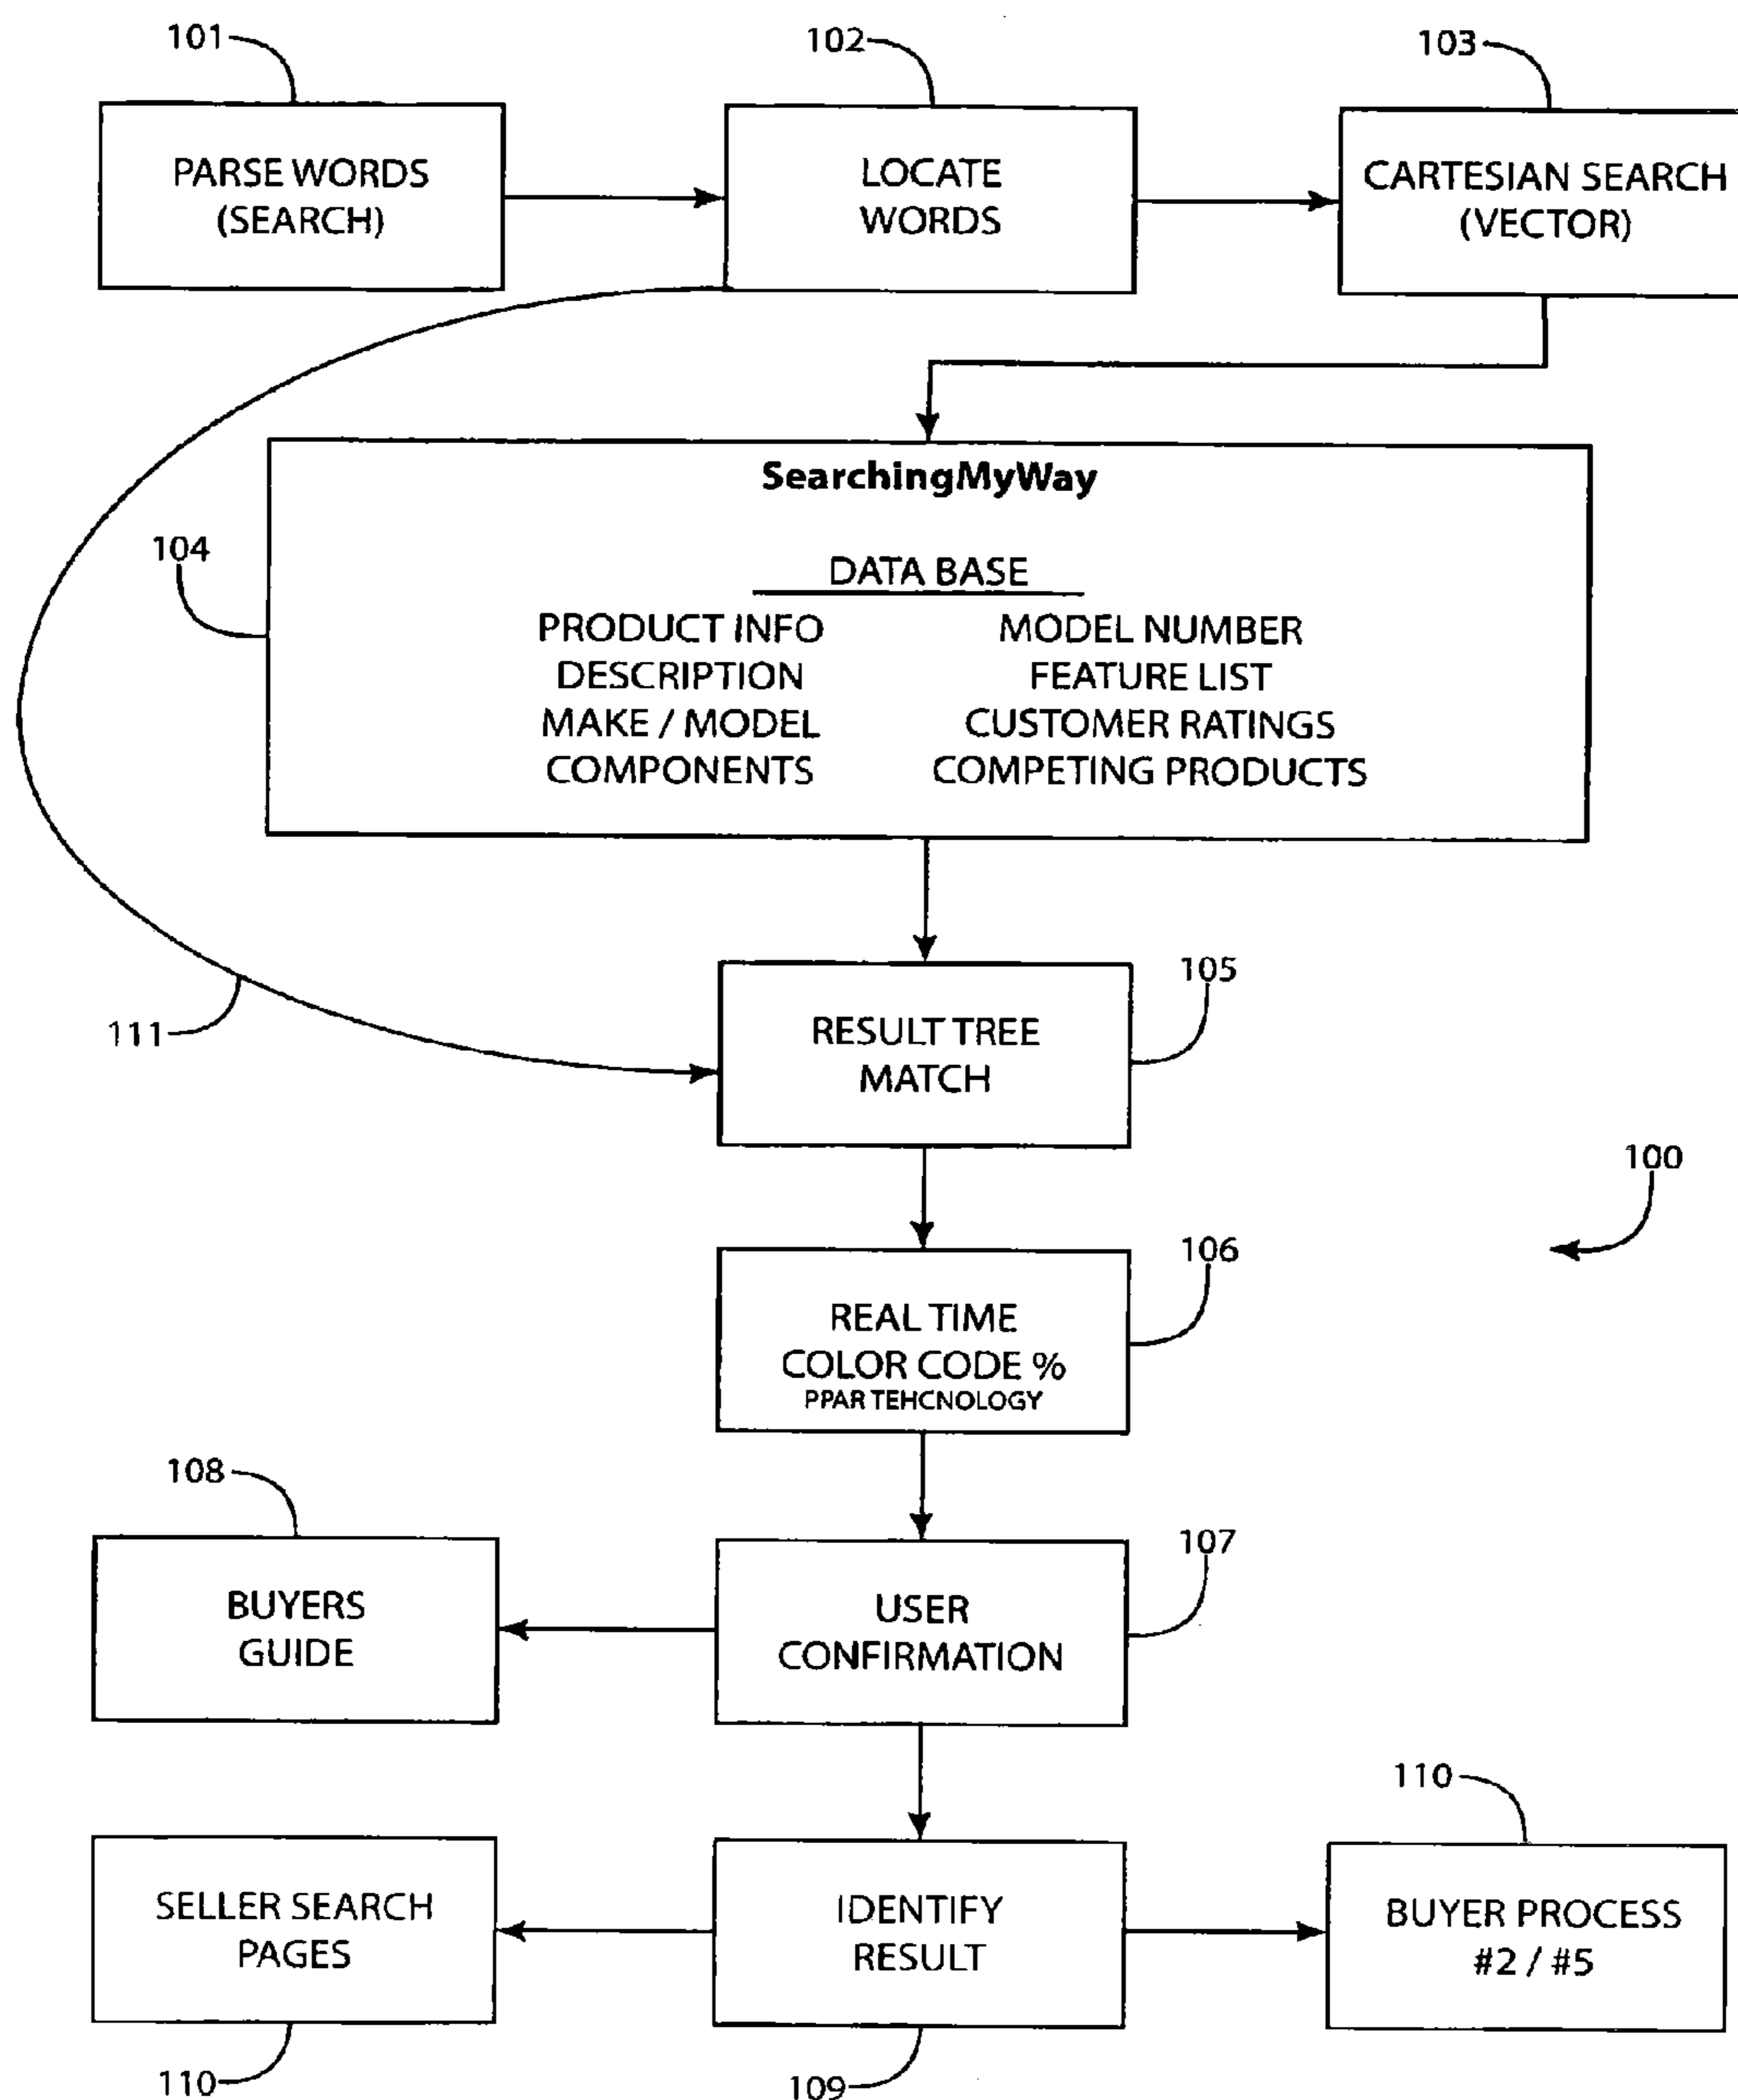 101
102
103
PARSE WORDS
(SEARCH)
LOCATE
WORDS
CARTESIAN SEARCH
(VECTOR)
SearchingMyWay
104
DATA BASE
PRODUCT INFO
DESCRIPTION
MAKE / MODEL
COMPONENTS
MODEL NUMBER
FEATURE LIST
CUSTOMER RATINGS
COMPETING PRODUCTS
105
111
RESULT TREE
MATCH
100
106
REAL TIME
COLOR CODE %
PPAR TEHCNOLOGY
108
107
BUYERS
GUIDE
USER
CONFIRMATION
110
SELLER SEARCH
PAGES
IDENTIFY
RESULT
BUYER PROCESS
#2 / #5
110
109